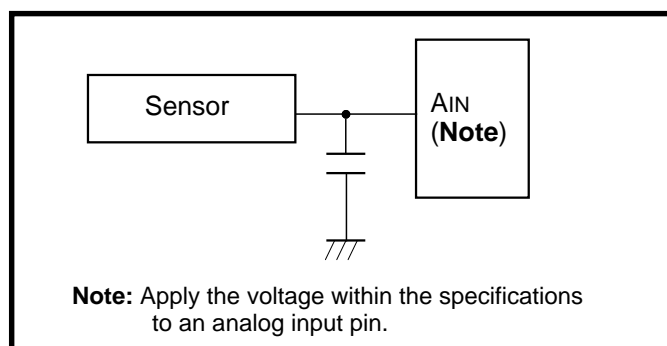 Sensor
AIN
(Note)
Note: Apply the voltage within the specifications
to an analog input pin.